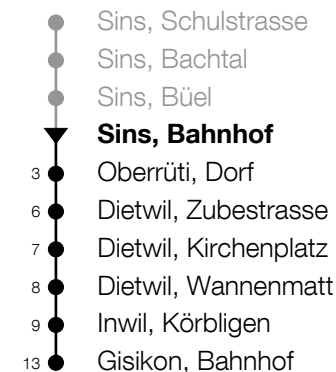 Sins, Schulstrasse
Sins, Bachtal
Sins, Büel
Sins, Bahnhof
3 Oberrüti, Dorf
6 Dietwil, Zubestrasse
7 Dietwil, Kirchenplatz
8 Dietwil, Wannenmatt
9 Inwil, Körbligen
13 Gisikon, Bahnhof